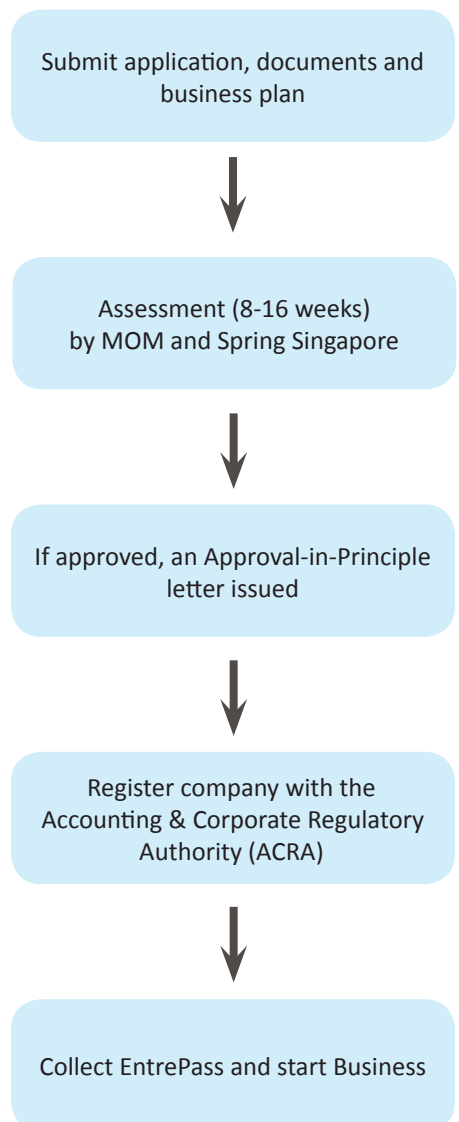 Submit application, documents and
business plan
Assessment (8-16 weeks)
by MOM and Spring Singapore
If approved, an Approval-in-Principle
letter issued
Register company with the
Accounting & Corporate Regulatory
Authority (ACRA)
Collect EntrePass and start Business